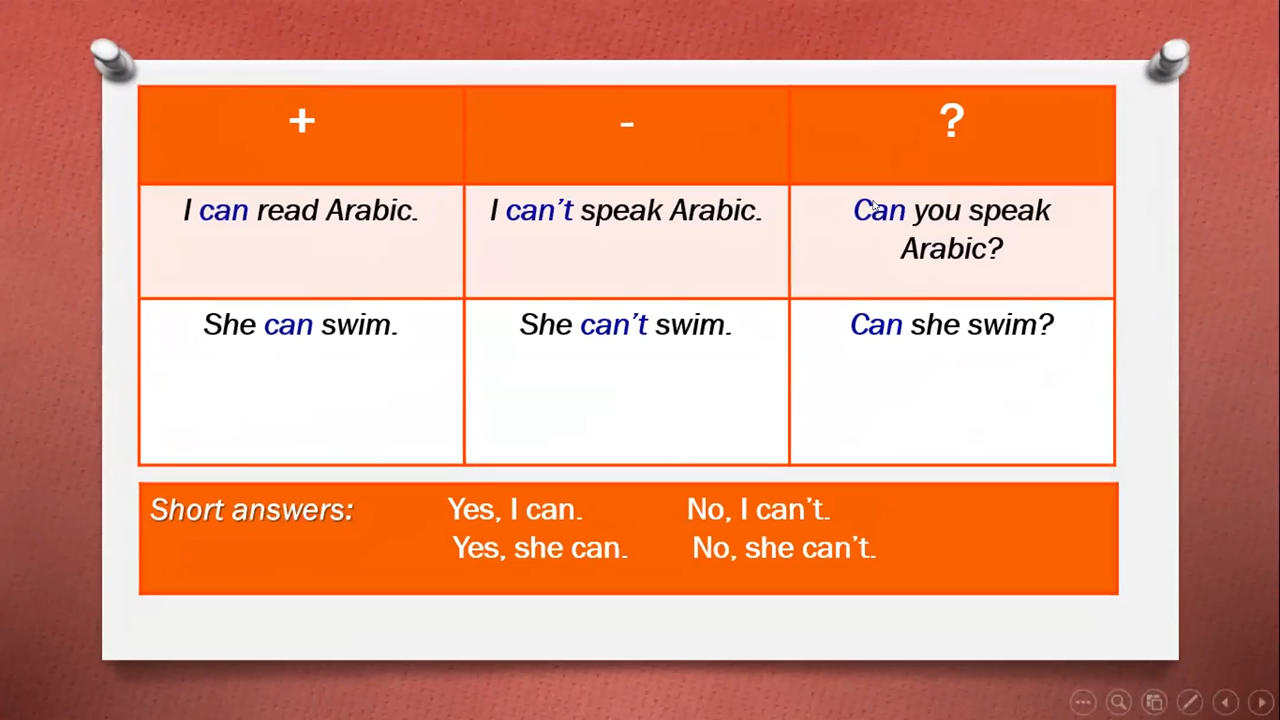 +
-
?
I can read Arabic.
I can't speak Arabic.
Can you speak
Arabic?
She can swim.
She can't swim.
Can she swim?
Short answers: Yes, I can. No, I can't.
Yes, she can. No, she can't.